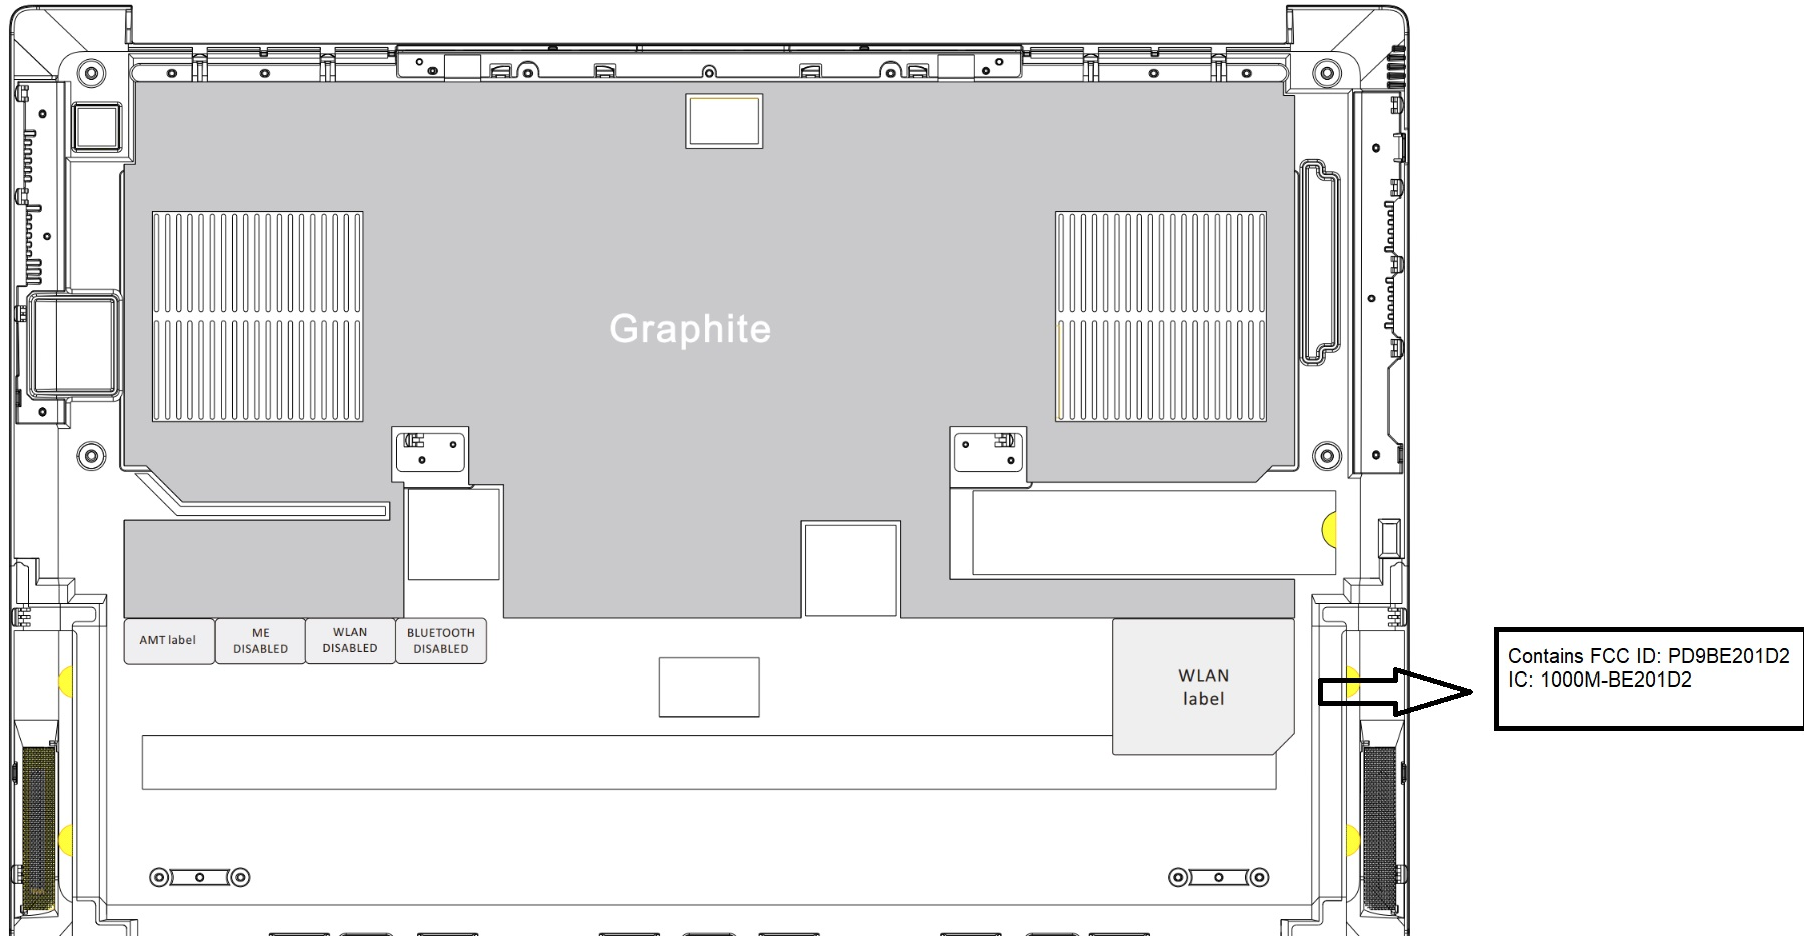 Graphite
AMT label
ME
DISABLED
WLAN
DISABLED
BLUETOOTH
DISABLED
WLAN
label
Contains FCC ID: PD9BE201D2
IC: 1000M-BE201D2